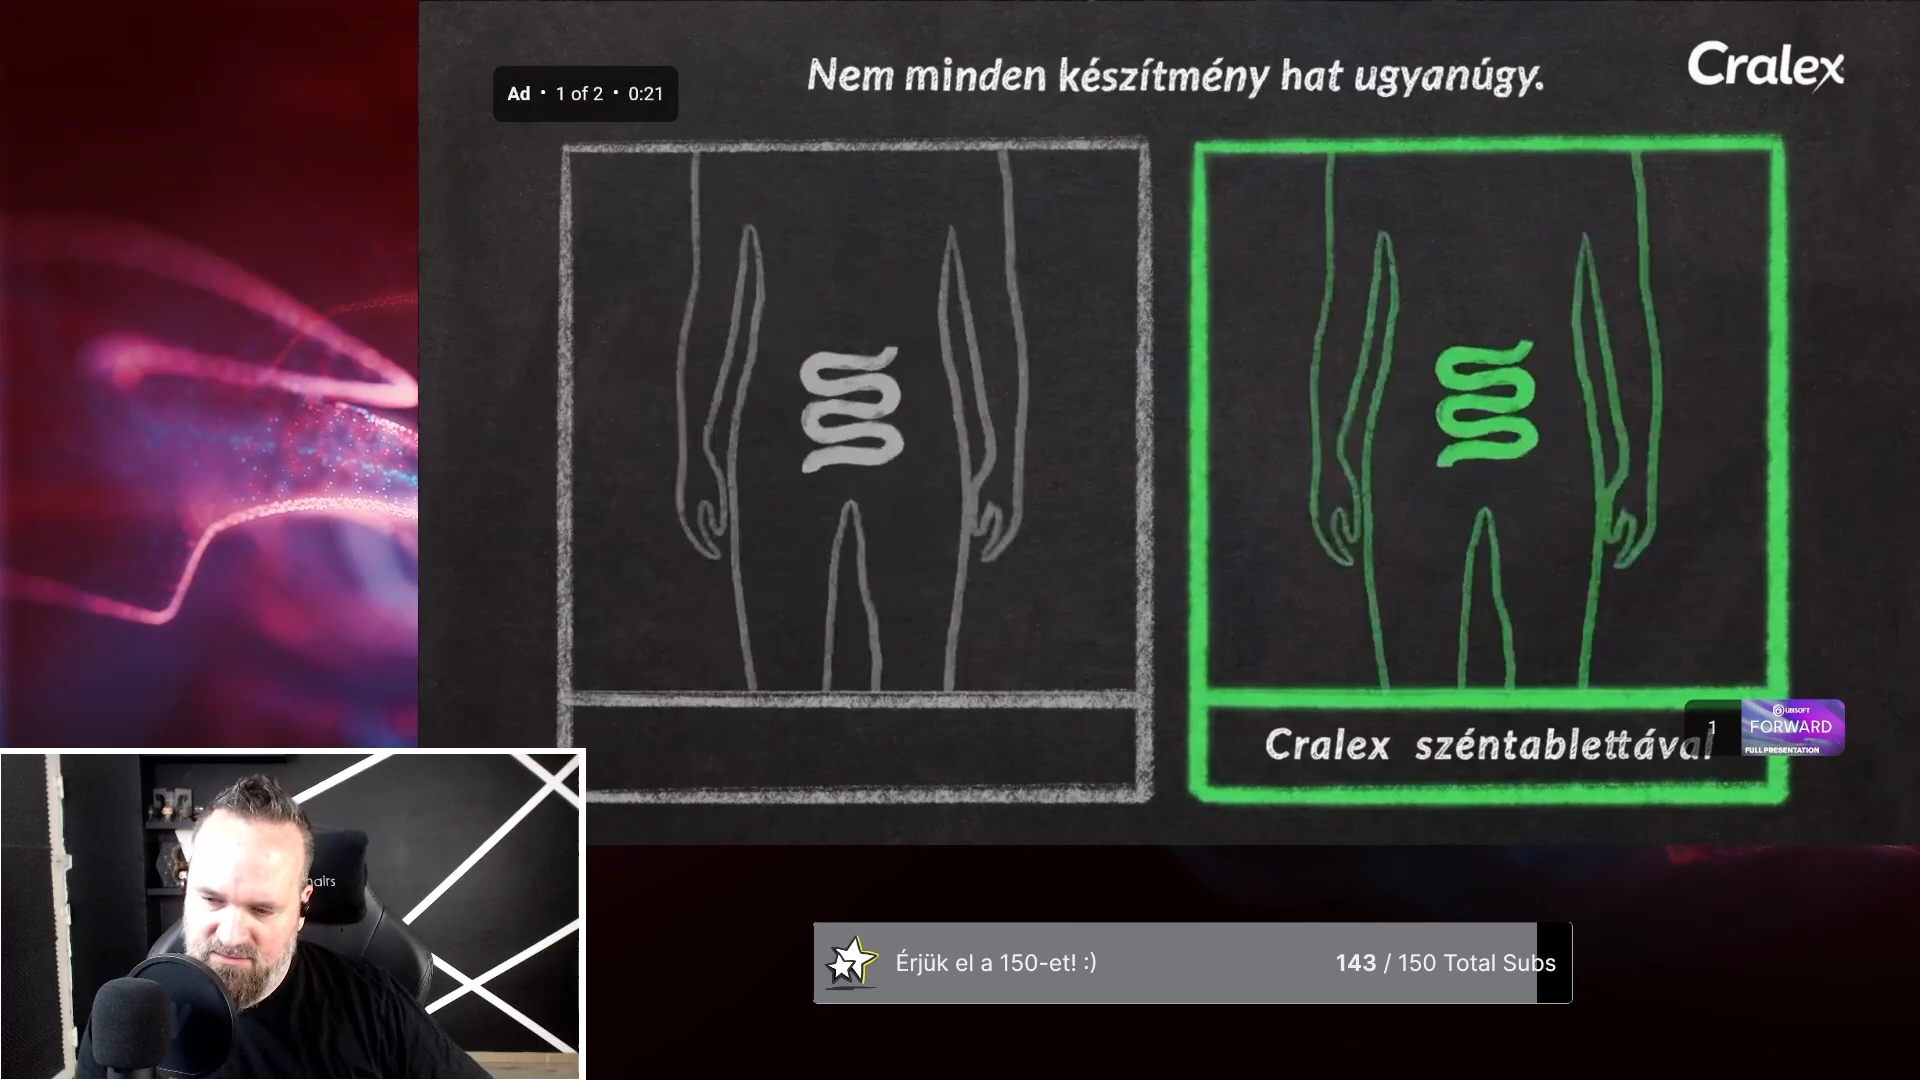 Nem minden készítmény hat ugyanúgy.
Cralex
Ad • 1 of 2 • 0:21
Cralex széntablettával
1
UBISOFT
FORWARD
FULL PRESENTATION
hairs
Érjük el a 150-et! :)
143 / 150 Total Subs